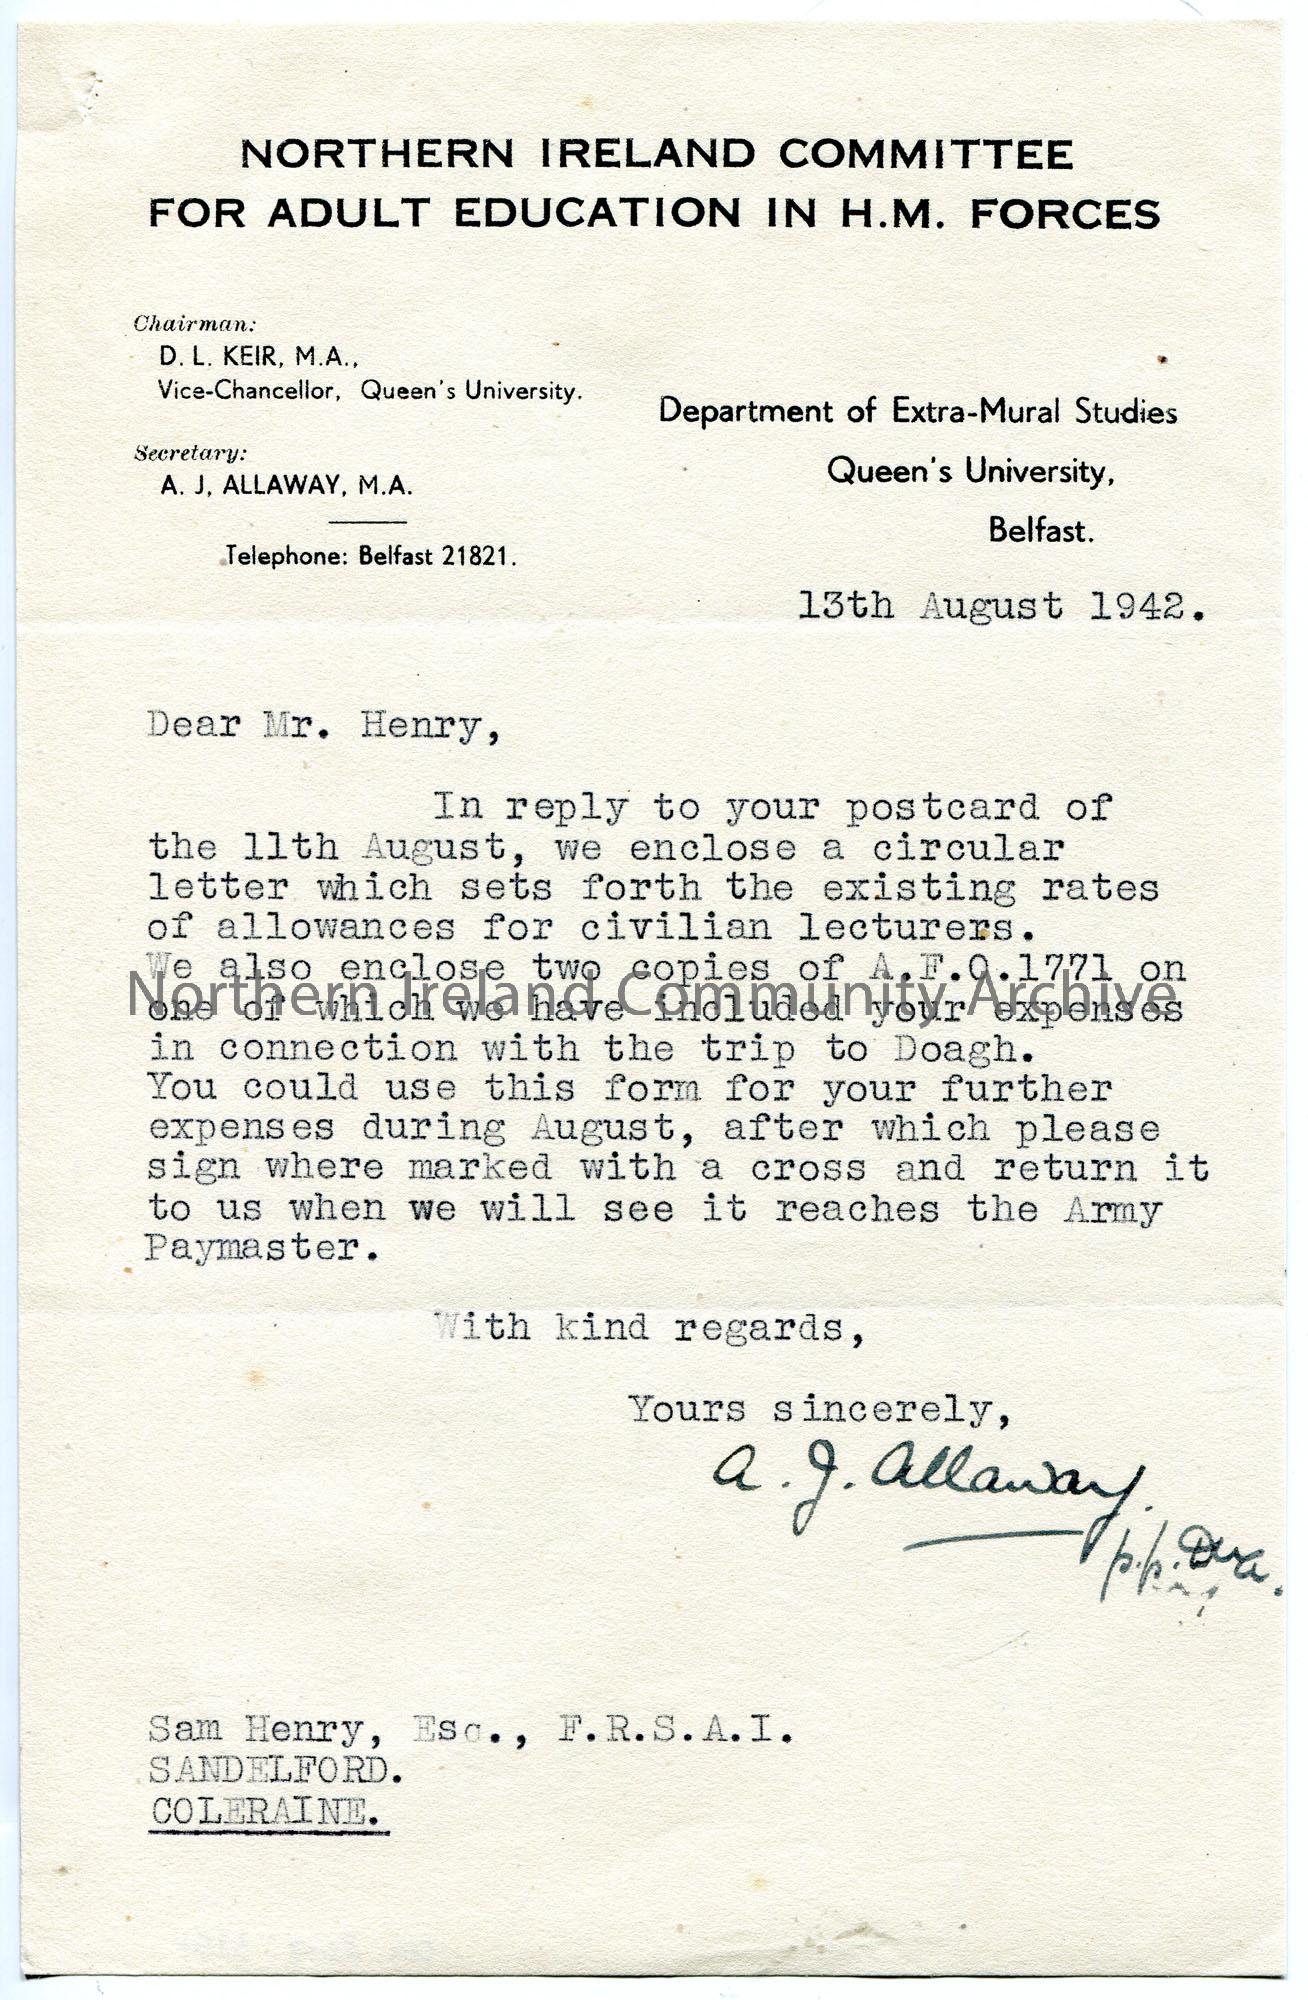 NORTHERN IRELAND COMMITTEE
FOR ADULT EDUCATION IN H.M. FORCES
Chairman:
D. L. KEIR, M.A.,
Vice-Chancellor, Queen's University.
Secretary:
A. J. ALLAWAY, M.A.
Telephone: Belfast 21821.
Department of Extra-Mural Studies
Queen's University,
Belfast.
13th August 1942.
Dear Mr. Henry,
In reply to your postcard of
the 11th August, we enclose a circular
letter which sets forth the existing rates
of allowances for civilian lecturers.
We also enclose two copies of A.F.O.1771 on
Northern Ireland Community Archive
one of which we have included your expenses
in connection with the trip to Doagh.
You could use this form for your further
expenses during August, after which please
sign where marked with a cross and return it
to us when we will see it reaches the Army
Paymaster.
With kind regards,
Yours sincerely,
A. J. Allaway.
p.p.
Sam Henry, Esq., F.R.S.A.I.
SANDELFORD.
COLERAINE.